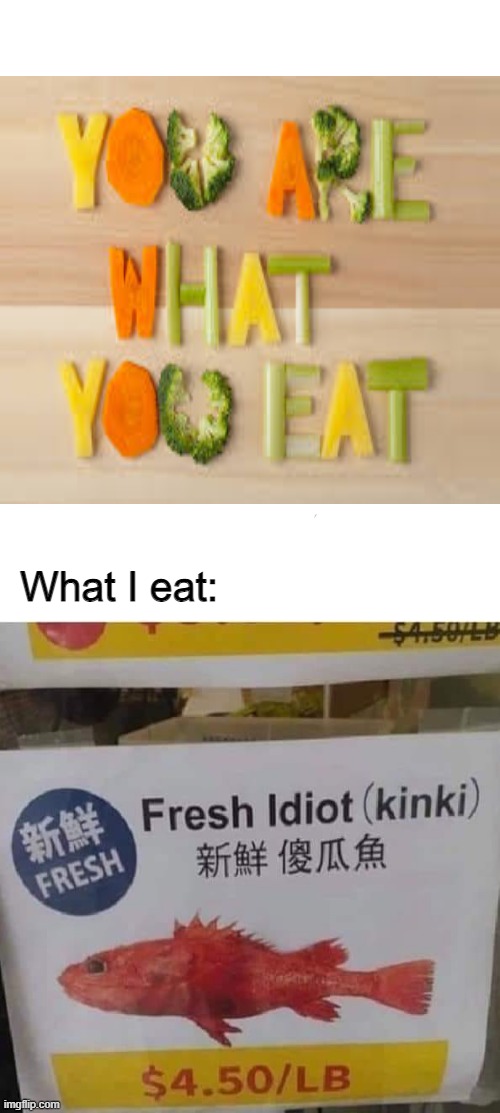 YOU ARE
WHAT
YOU EAT
What I eat:
$4.50/LB
新鮮
FRESH
Fresh Idiot (kinki)
新鮮 傻瓜魚
$4.50/LB
imgflip.com